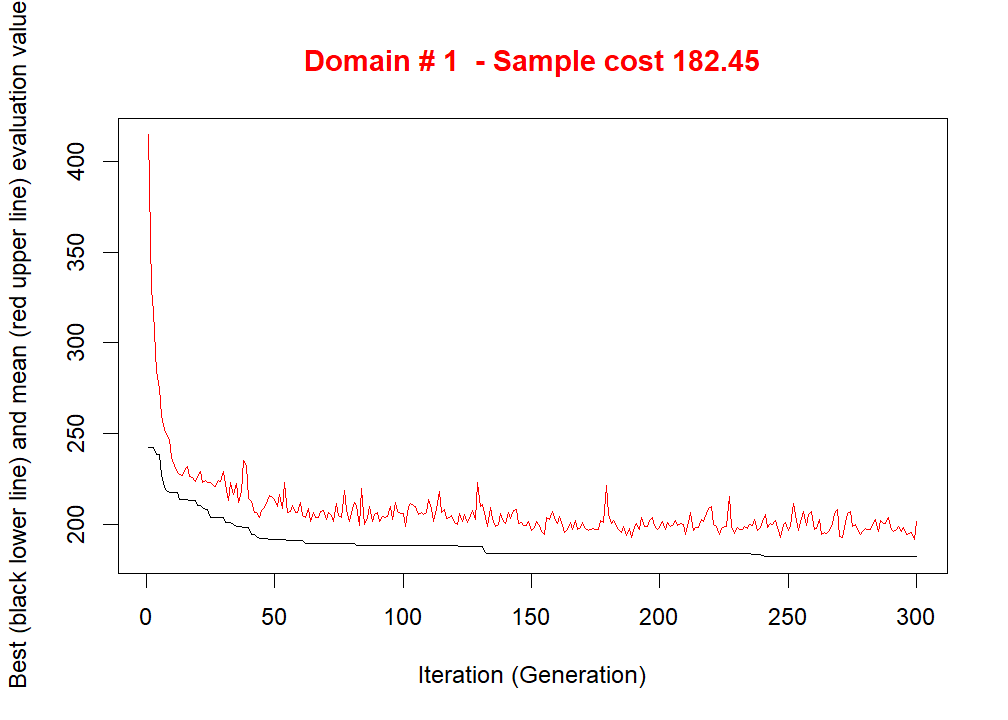 Domain # 1  - Sample cost 182.45
Best (black lower line) and mean (red upper line) evaluation value
400
350
300
250
200
0 50 100 150 200 250 300
Iteration (Generation)